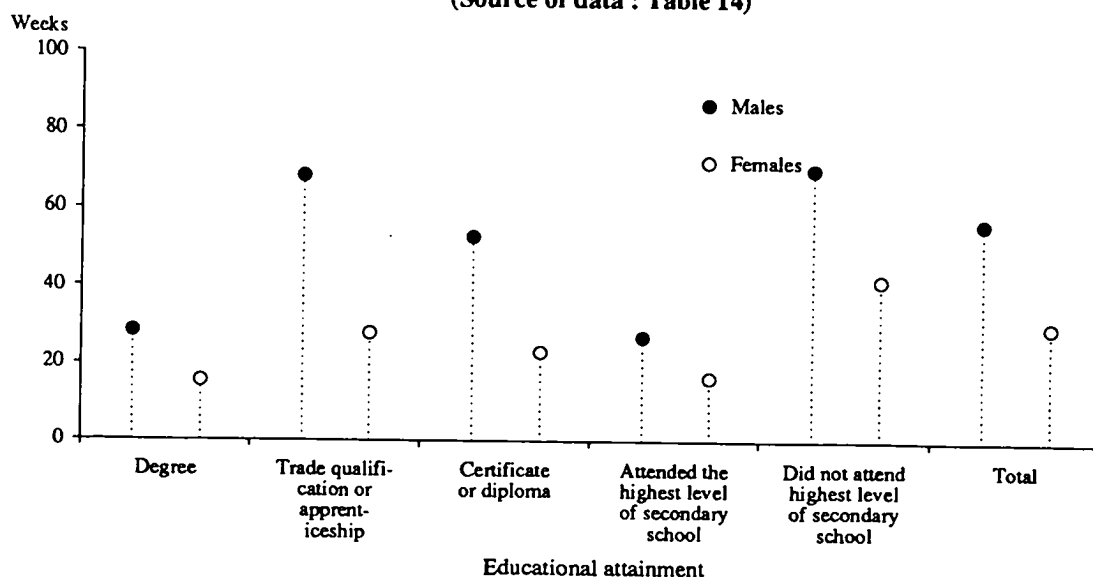 (Source of data : Table 14)
Weeks
100
80
60
40
20
0
Males
Females
Degree
Trade qualifi-
cation or
apprent-
iceship
Certificate
or diploma
Attended the
highest level
of secondary
school
Did not attend
highest level
of secondary
school
Total
Educational attainment